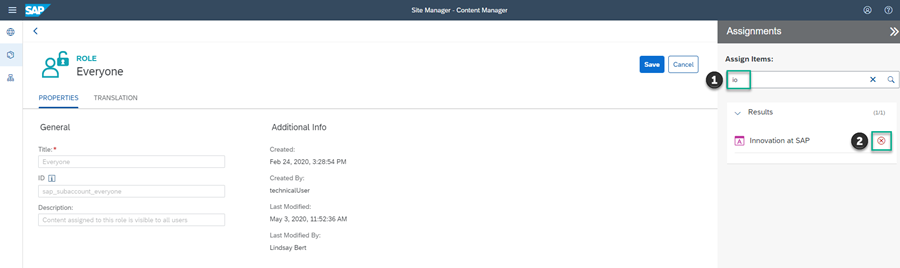 SAP
Site Manager - Content Manager
Assignments
ROLE
Everyone
Save
Cancel
Assign Items:
1
io
PROPERTIES
TRANSLATION
Results
(1/1)
A
Innovation at SAP
2
General
Additional Info
Title:*
Everyone
Created:
Feb 24, 2020, 3:28:54 PM
ID
sap_subaccount_everyone
Created By:
technicalUser
Description:
Content assigned to this role is visible to all users
Last Modified:
May 3, 2020, 11:52:36 AM
Last Modified By:
Lindsay Bert